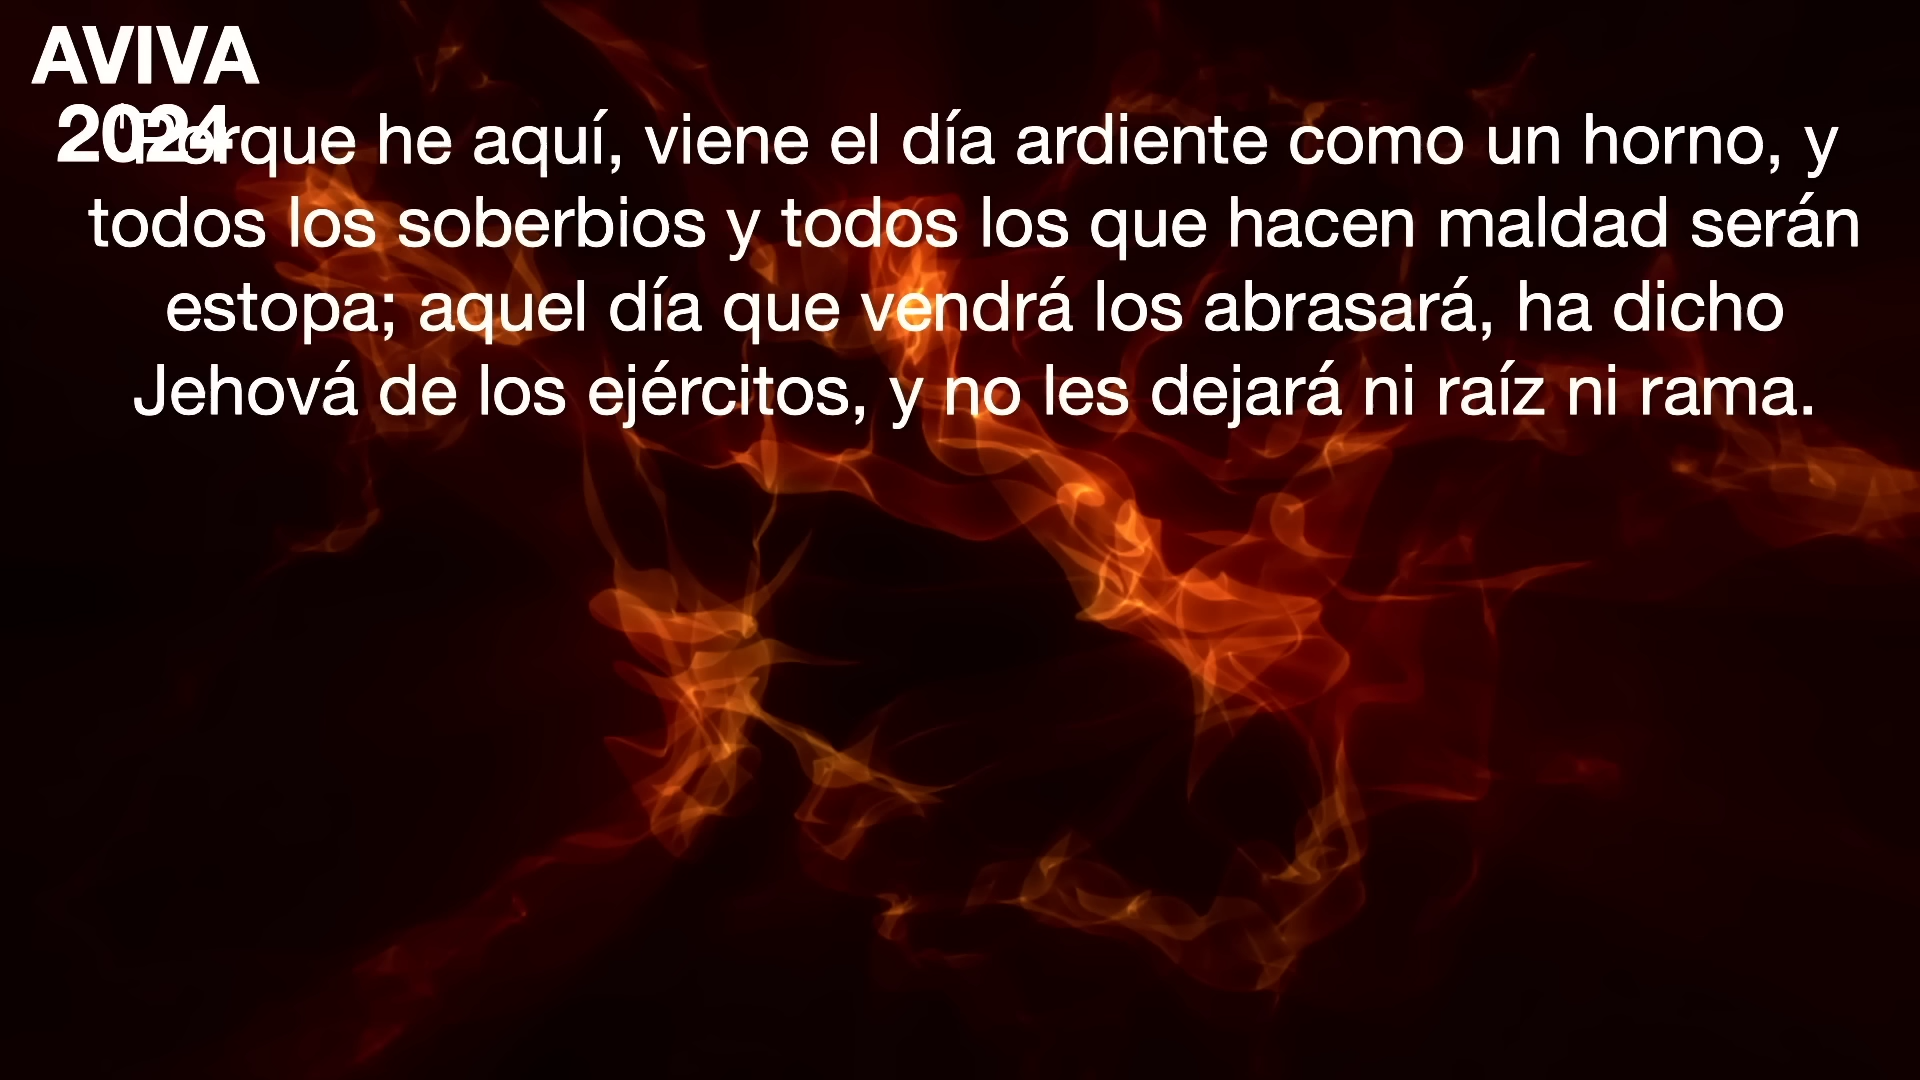 AVIVA
2024
Porque he aquí, viene el día ardiente como un horno, y
todos los soberbios y todos los que hacen maldad serán
estopa; aquel día que vendrá los abrasará, ha dicho
Jehová de los ejércitos, y no les dejará ni raíz ni rama.